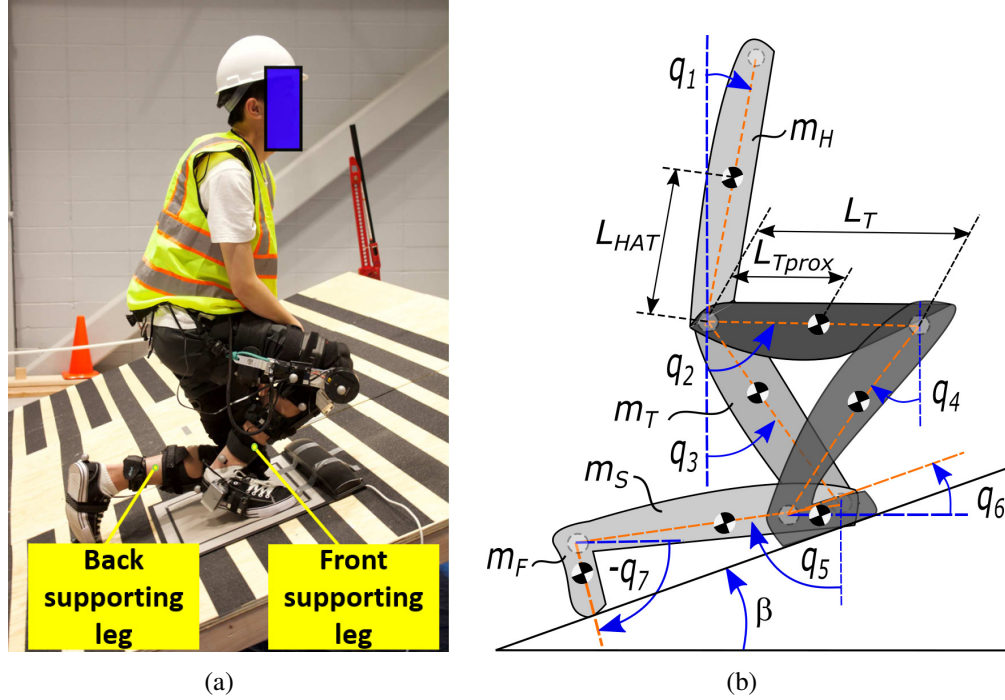 Back
supporting
leg
Front
supporting
leg
(a)
q1
mH
LHAT
LT
LTprox
q2
mT
q3
q4
mS
q6
mF
-q7
q5
β
(b)